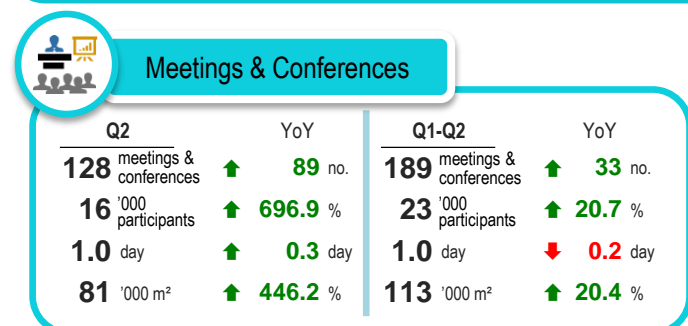 Meetings & Conferences
Q2 YoY Q1-Q2 YoY
128 meetings & conferences 89 no. 189 meetings & conferences 33 no.
16 '000 participants 696.9 % 23 '000 participants 20.7 %
1.0 day 0.3 day 1.0 day 0.2 day
81 '000 m² 446.2 % 113 '000 m² 20.4 %